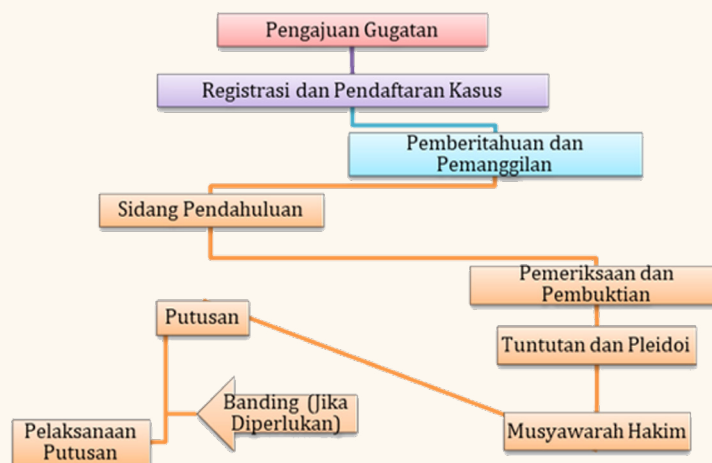 Pengajuan Gugatan
Registrasi dan Pendaftaran Kasus
Pemberitahuan dan
Pemanggilan
Sidang Pendahuluan
Pemeriksaan dan
Pembuktian
Tuntutan dan Pleidoi
Musyawarah Hakim
Putusan
Banding (Jika
Diperlukan)
Pelaksanaan
Putusan